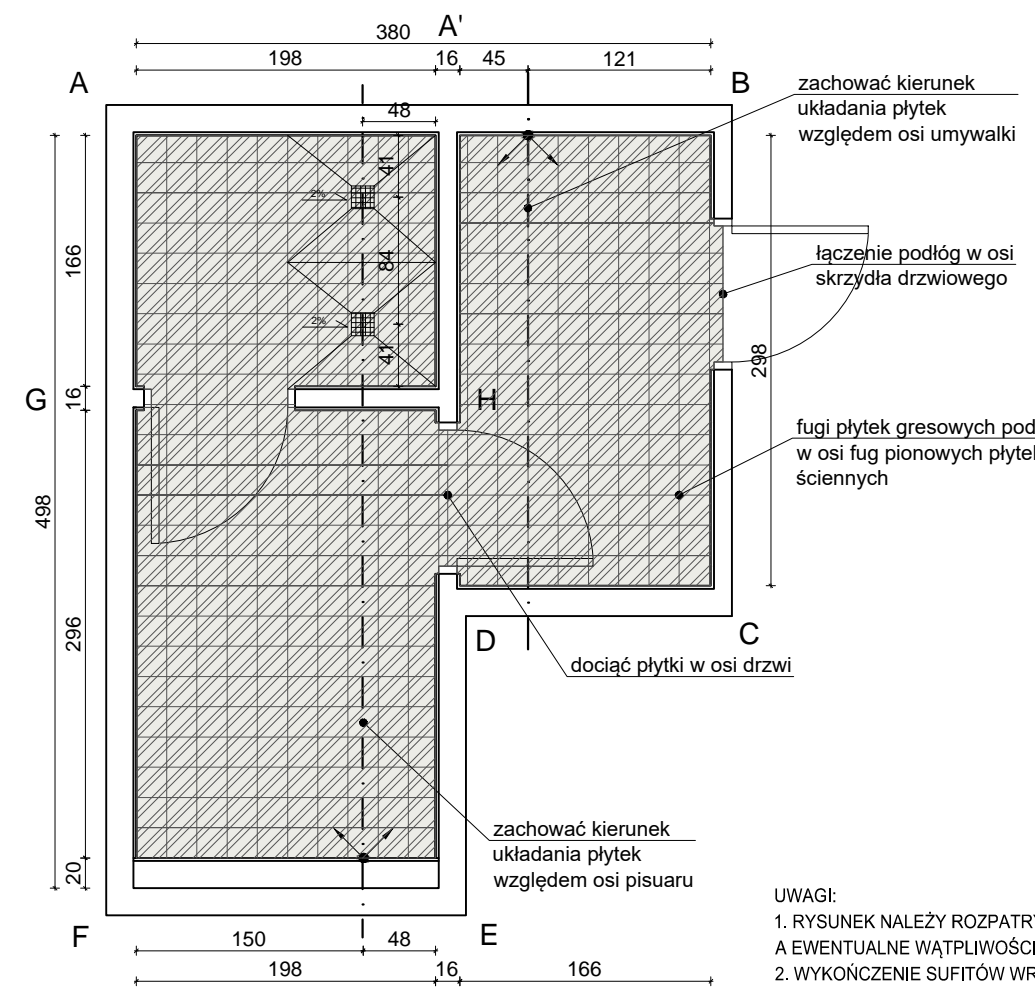 A'
380
198
16
45
121
A
B
48
zachować kierunek
układania płytek
względem osi umywalki
41
2%
84
2%
41
166
łączenie podłóg w osi
skrzydła drzwiowego
298
G
16
H
fugi płytek gresowych pod
w osi fug pionowych płytek
ściennych
498
296
D
C
dociąć płytki w osi drzwi
zachować kierunek
układania płytek
względem osi pisuaru
20
F
E
150
48
198
16
166
UWAGI:
1. RYSUNEK NALEŻY ROZPATRY
A EWENTUALNE WĄTPLIWOŚCI
2. WYKOŃCZENIE SUFITÓW WR